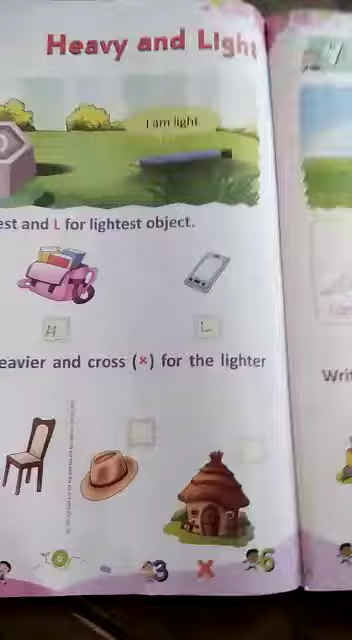 Heavy and Light
I am light
est and L for lightest object.
H
L
eavier and cross (×) for the lighter
Writ